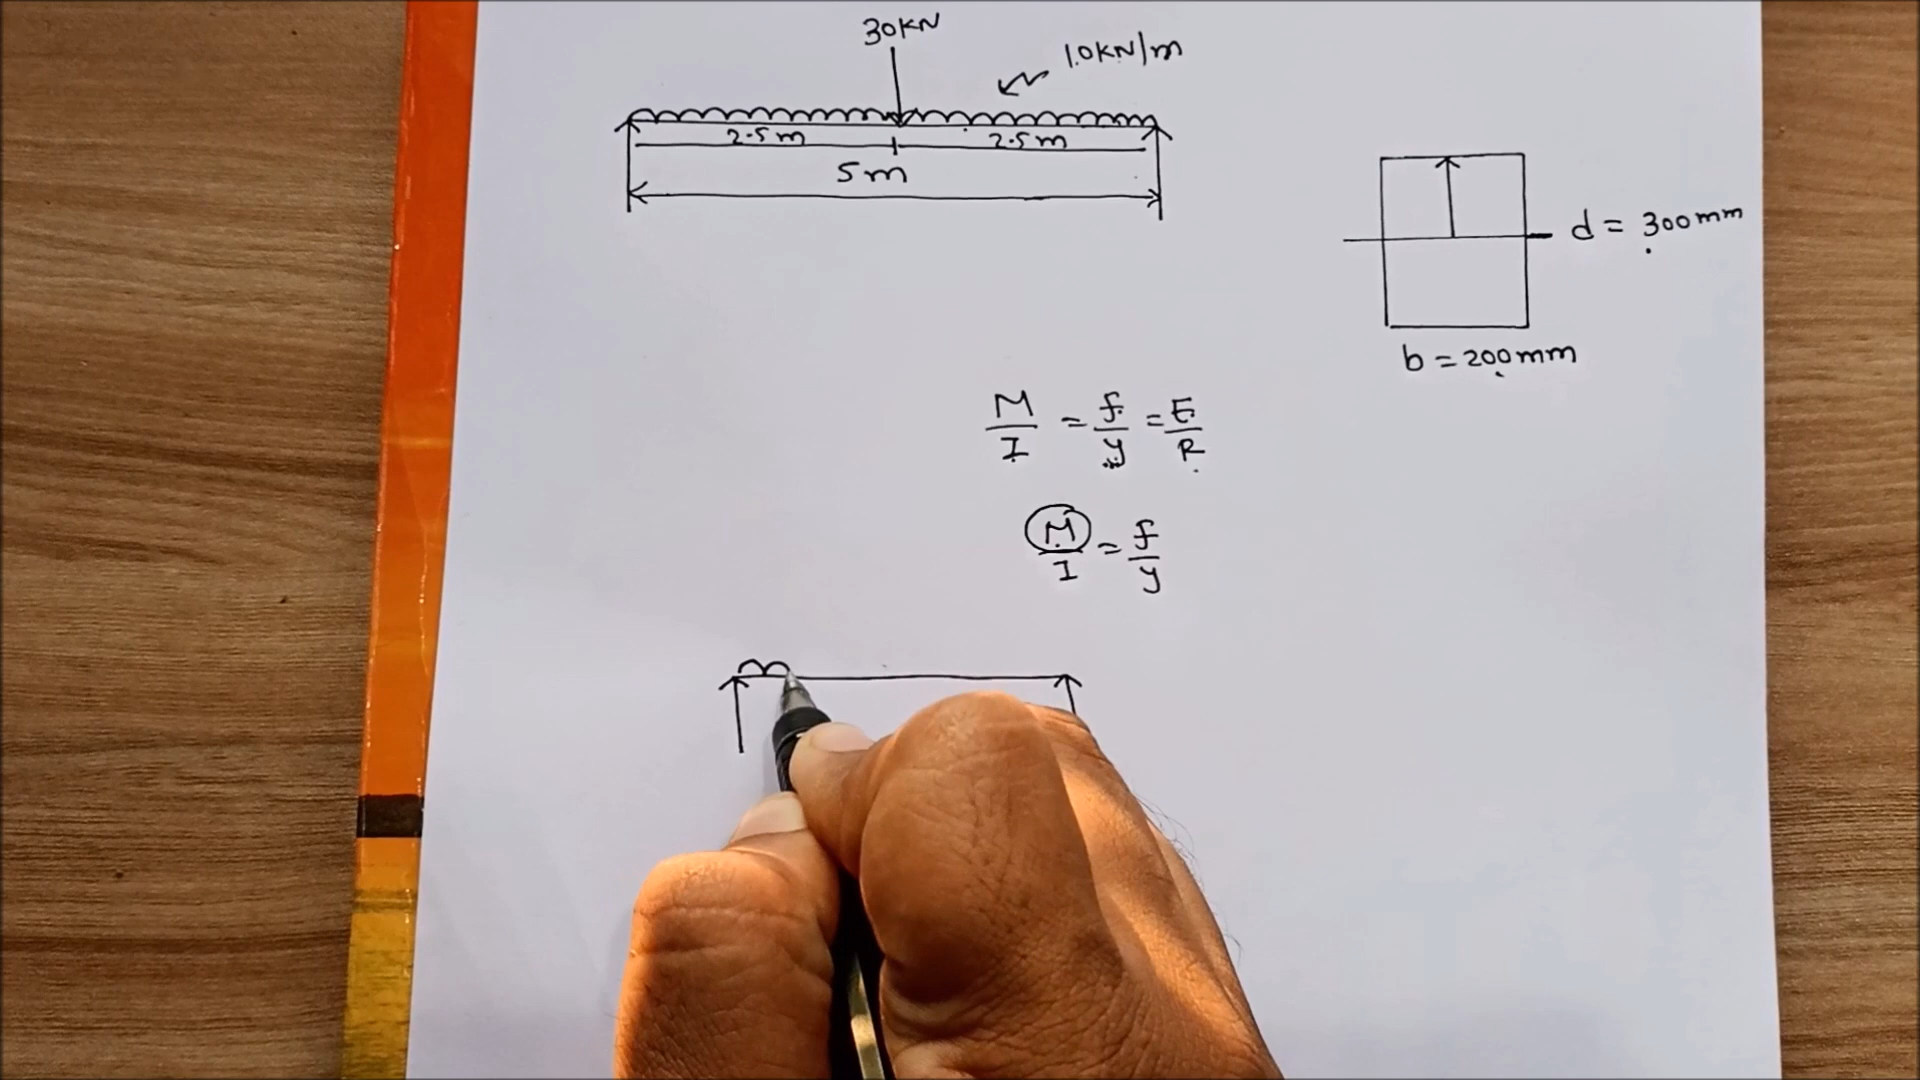 30KN
1.0KN/m
2.5m 2.5m
5m
d = 300mm
b = 200mm
M/I = f/y = E/R
M/I = f/y